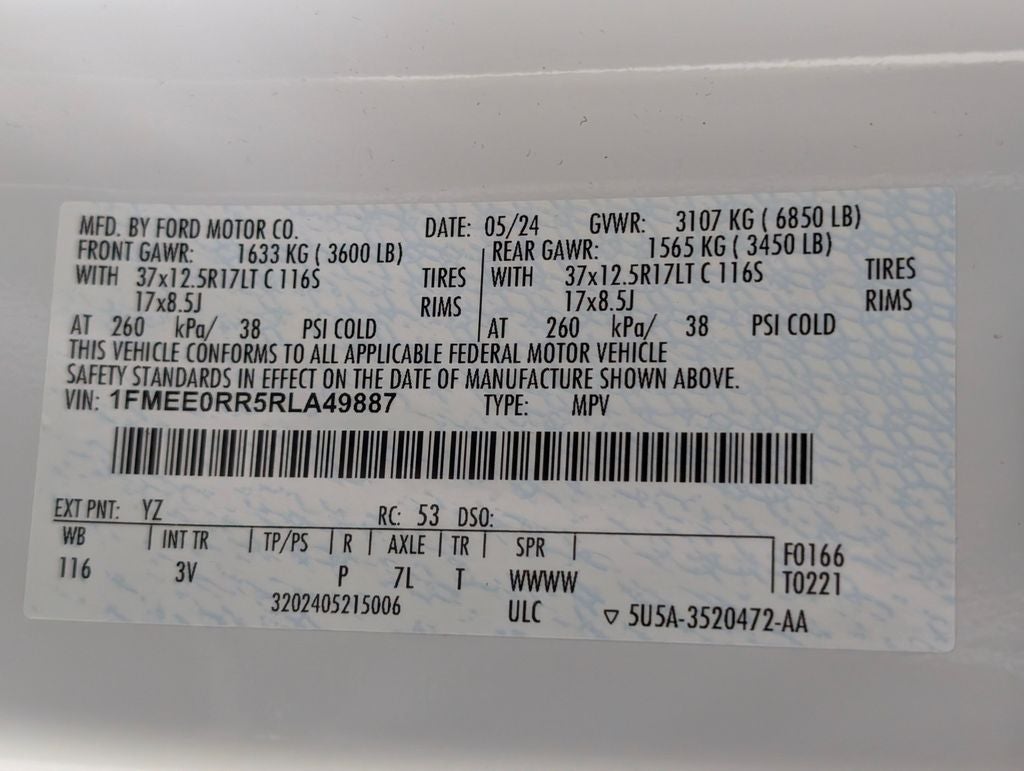 MFD. BY FORD MOTOR CO. DATE: 05/24 GVWR: 3107 KG ( 6850 LB)
FRONT GAWR: 1633 KG ( 3600 LB) REAR GAWR: 1565 KG ( 3450 LB)
WITH 37x12.5R17LT C 116S TIRES WITH 37x12.5R17LT C 116S TIRES
17x8.5J RIMS 17x8.5J RIMS
AT 260 kPa/ 38 PSI COLD AT 260 kPa/ 38 PSI COLD
THIS VEHICLE CONFORMS TO ALL APPLICABLE FEDERAL MOTOR VEHICLE
SAFETY STANDARDS IN EFFECT ON THE DATE OF MANUFACTURE SHOWN ABOVE.
VIN: 1FMEE0RR5RLA49887 TYPE: MPV
EXT PNT: YZ RC: 53 DSO:
WB INT TR TP/PS R AXLE TR SPR F0166
116 3V P 7L T WWWW T0221
3202405215006 ULC ▽ 5U5A-3520472-AA